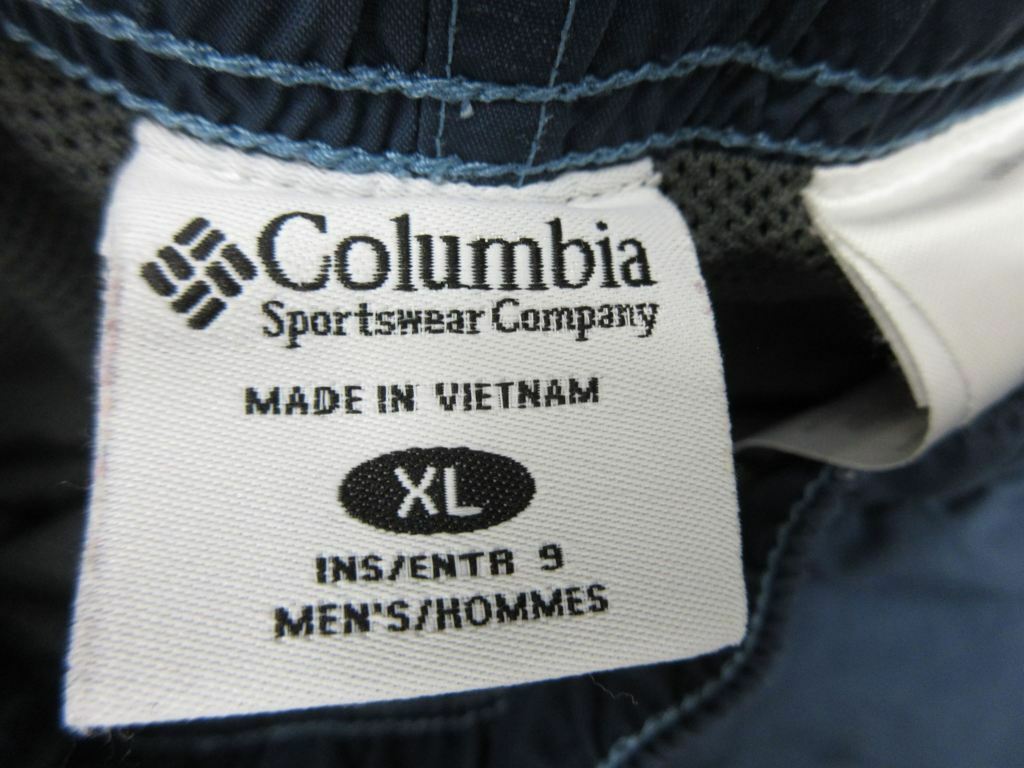 Columbia
Sportswear Company
MADE IN VIETNAM
XL
INS/ENTR 9
MEN'S/HOMMES